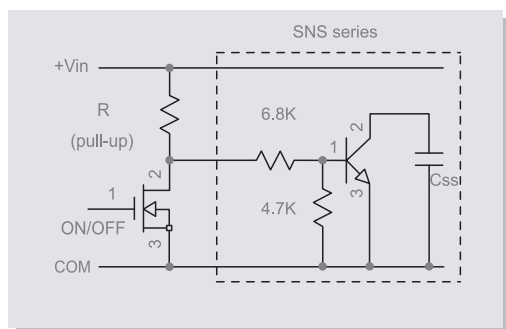 SNS series
+Vin
R
(pull-up)
6.8K
2
1
2
1
Css
3
4.7K
ON/OFF
3
COM